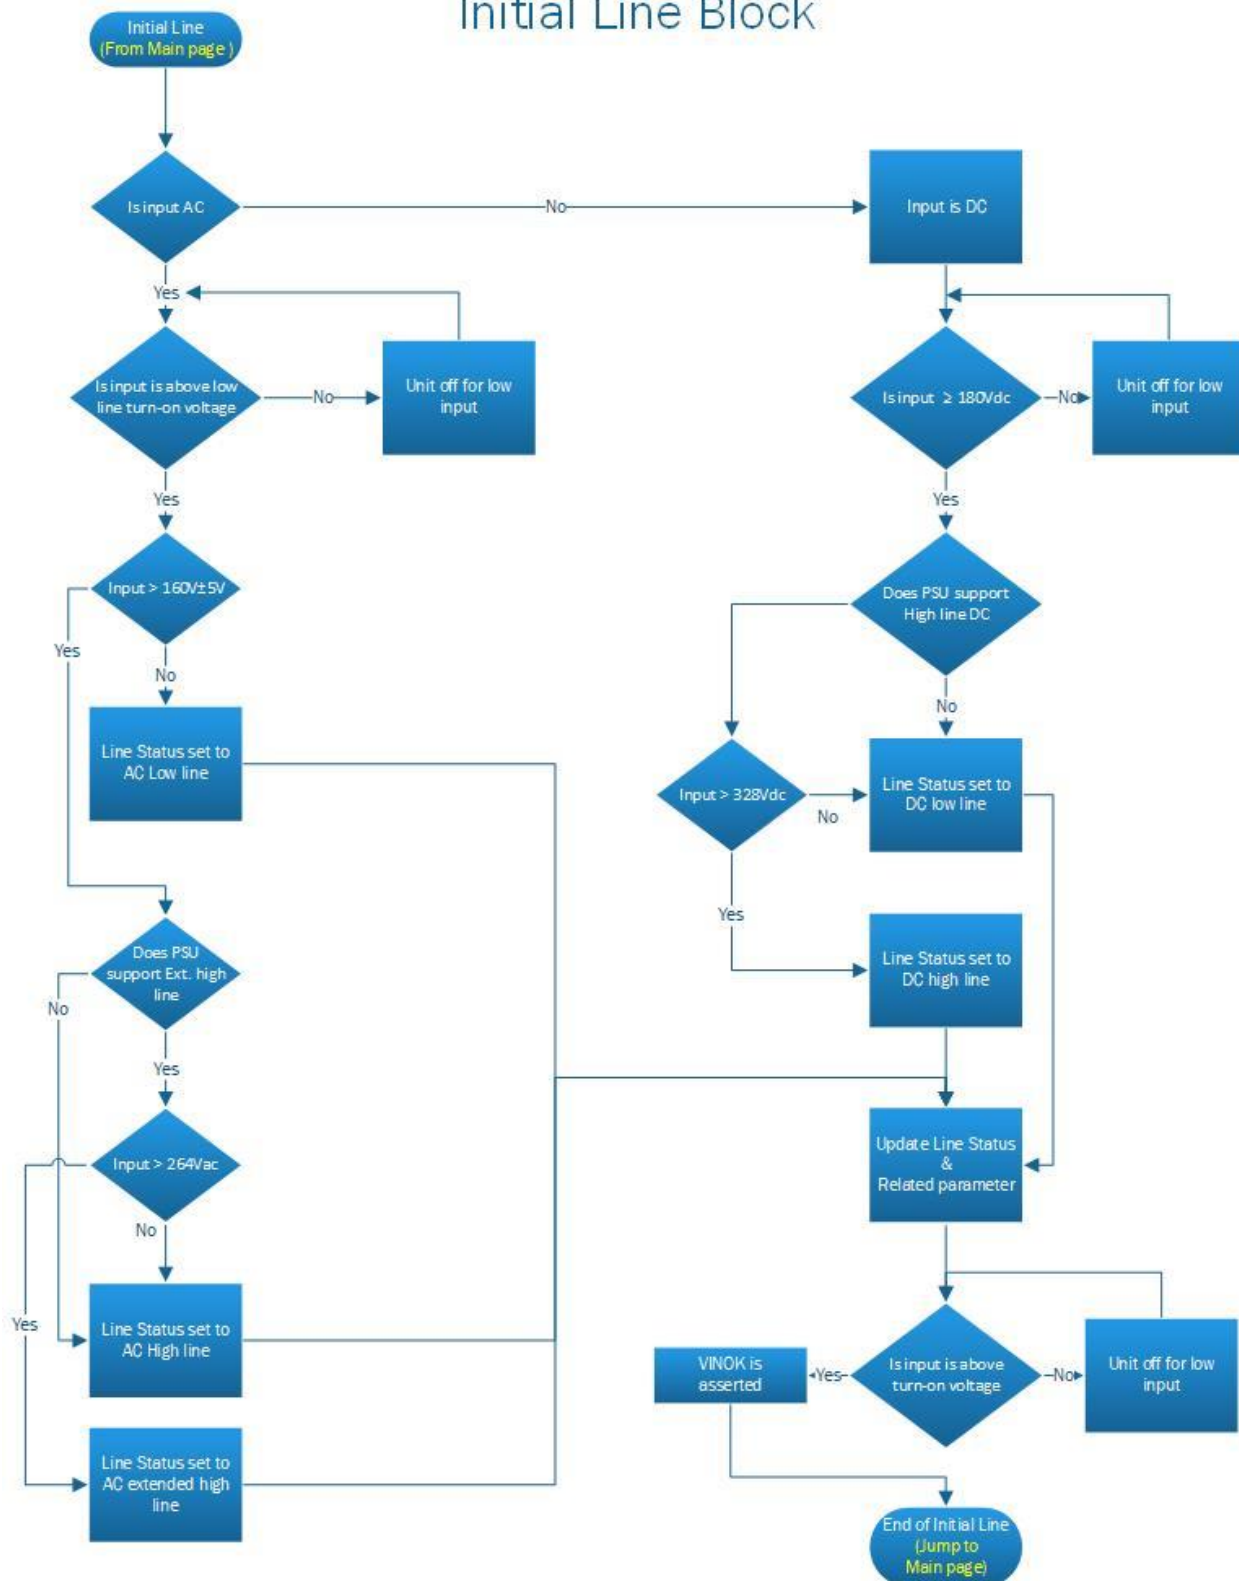 Initial Line Block
Initial Line
(From Main page )
Is input AC
No
Input is DC
Yes
Is input is above low
line turn-on voltage
No
Unit off for low
input
Is input ≥ 180Vdc
No
Unit off for low
input
Yes
Yes
Input > 160V±5V
Does PSU support
High line DC
Yes
No
No
Line Status set to
AC Low line
Input > 328Vdc
No
Line Status set to
DC low line
Yes
Does PSU
support Ext. high
line
Line Status set to
DC high line
No
Yes
Input > 264Vac
Update Line Status
&
Related parameter
No
Yes
Line Status set to
AC High line
VINOK is
asserted
Yes
Is input is above
turn-on voltage
No
Unit off for low
input
Line Status set to
AC extended high
line
End of Initial Line
(Jump to
Main page)